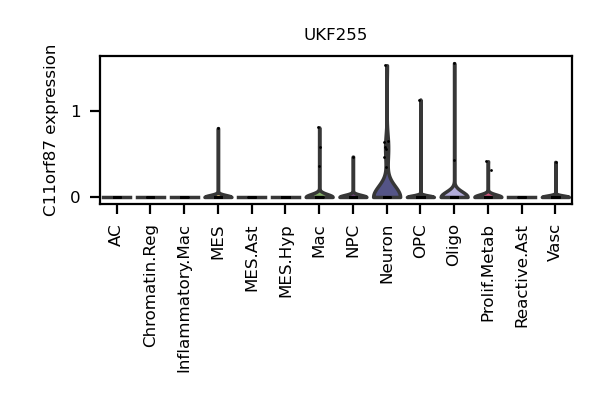 UKF255
C11orf87 expression
1
0
AC
Chromatin.Reg
Inflammatory.Mac
MES
MES.Ast
MES.Hyp
Mac
NPC
Neuron
OPC
Oligo
Prolif.Metab
Reactive.Ast
Vasc